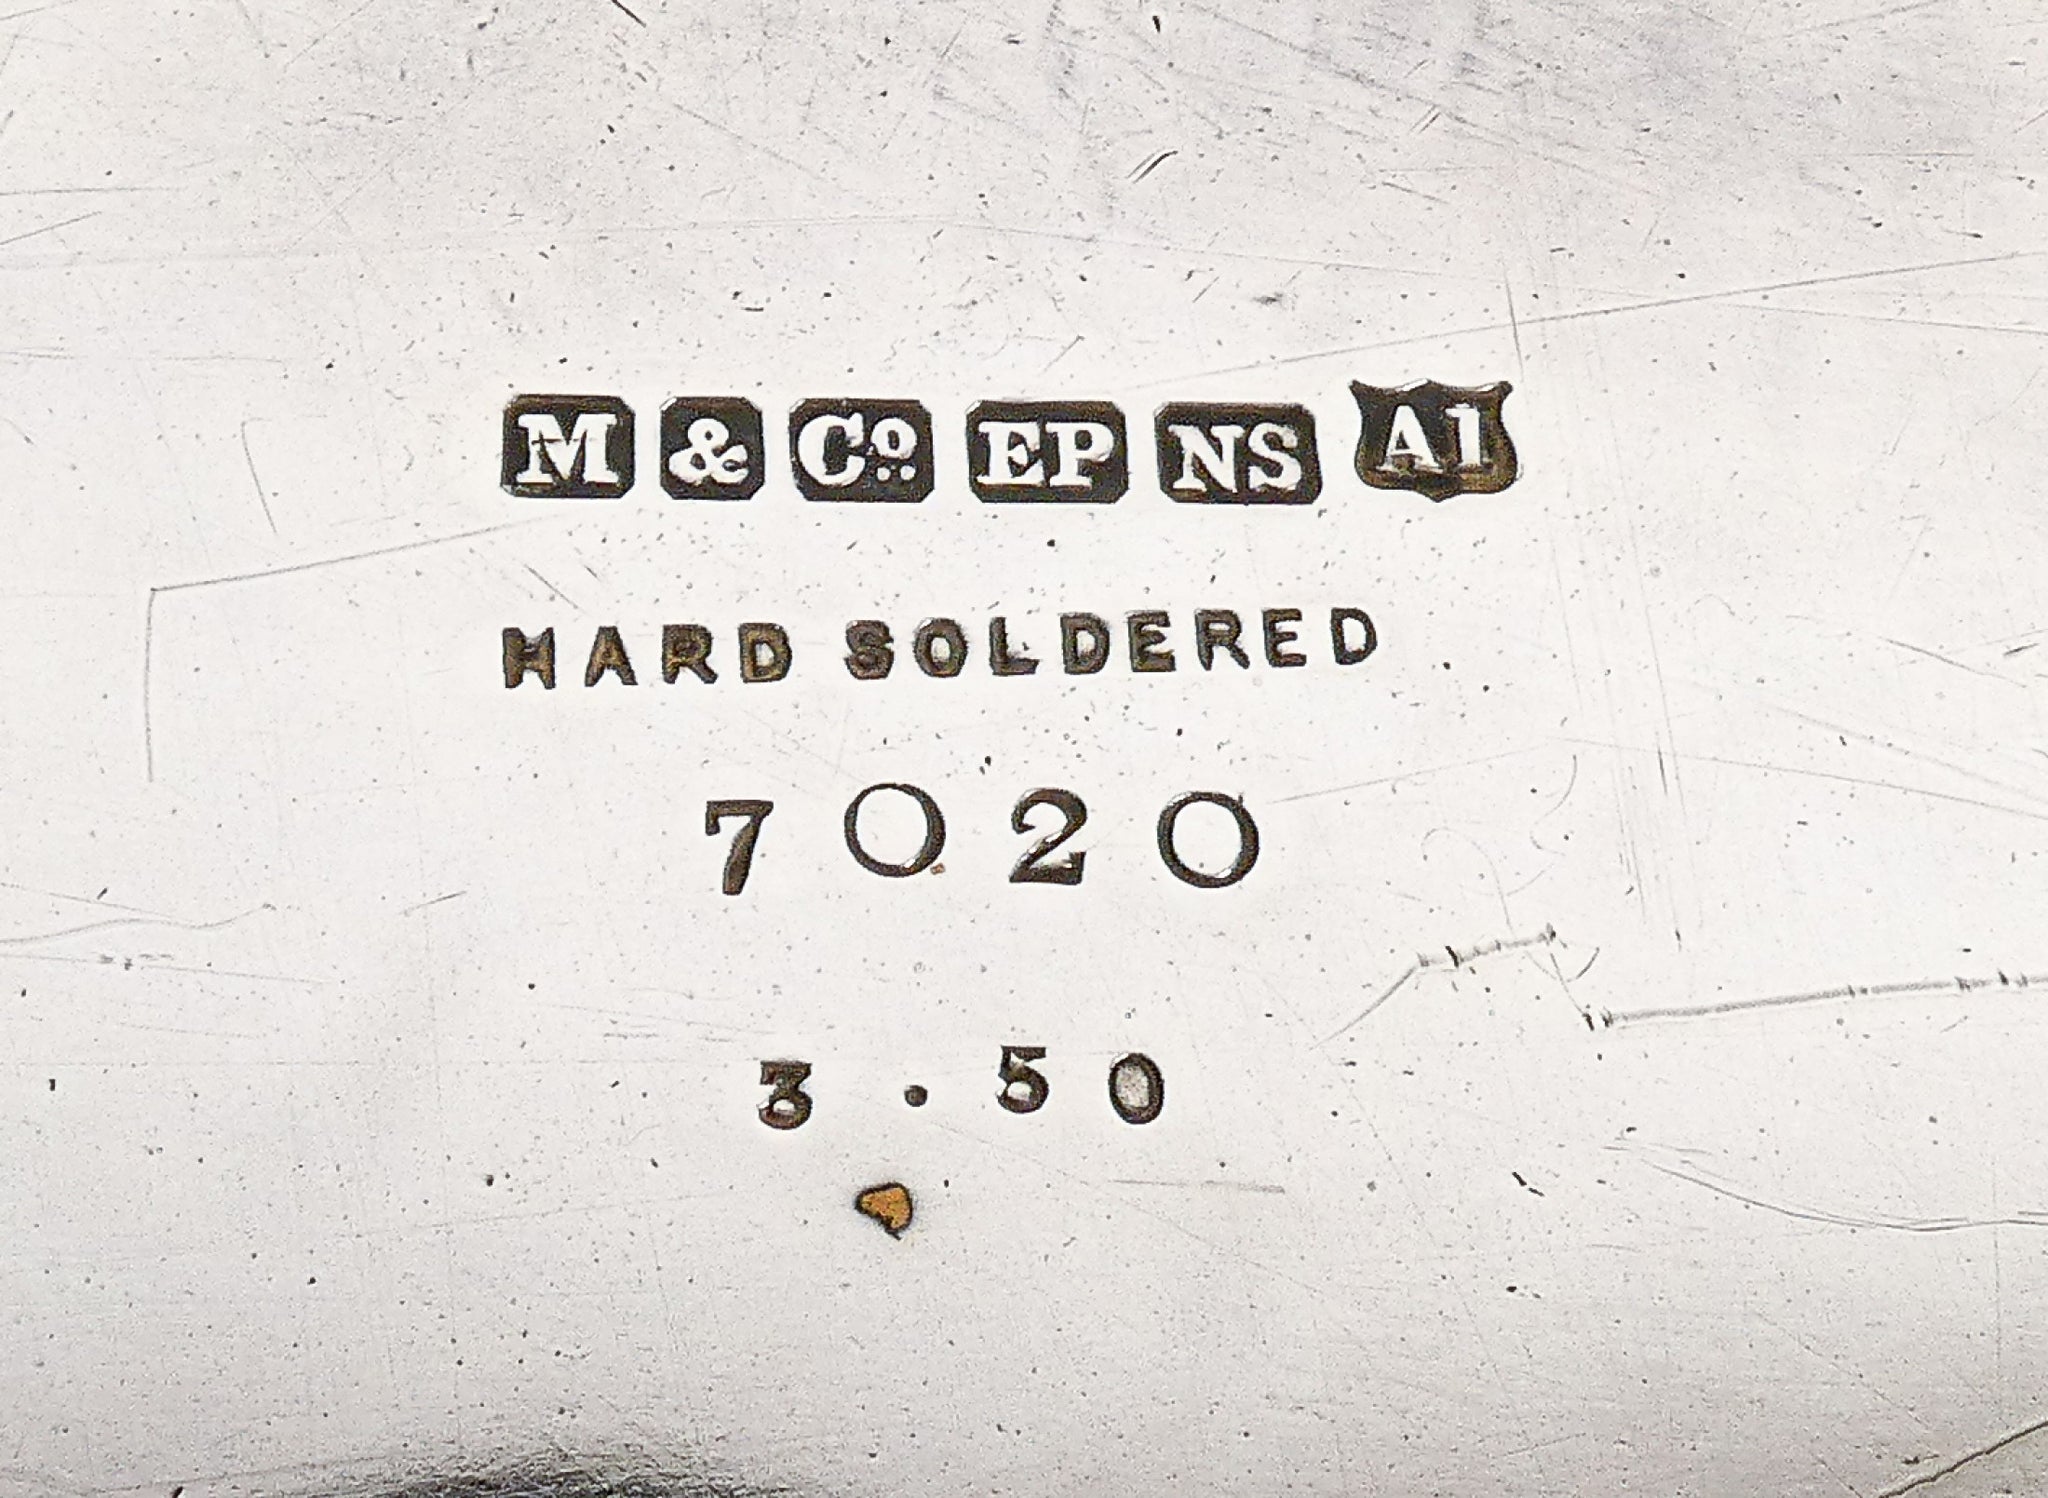 M & Cº EP NS A1
HARD SOLDERED
7020
3.50